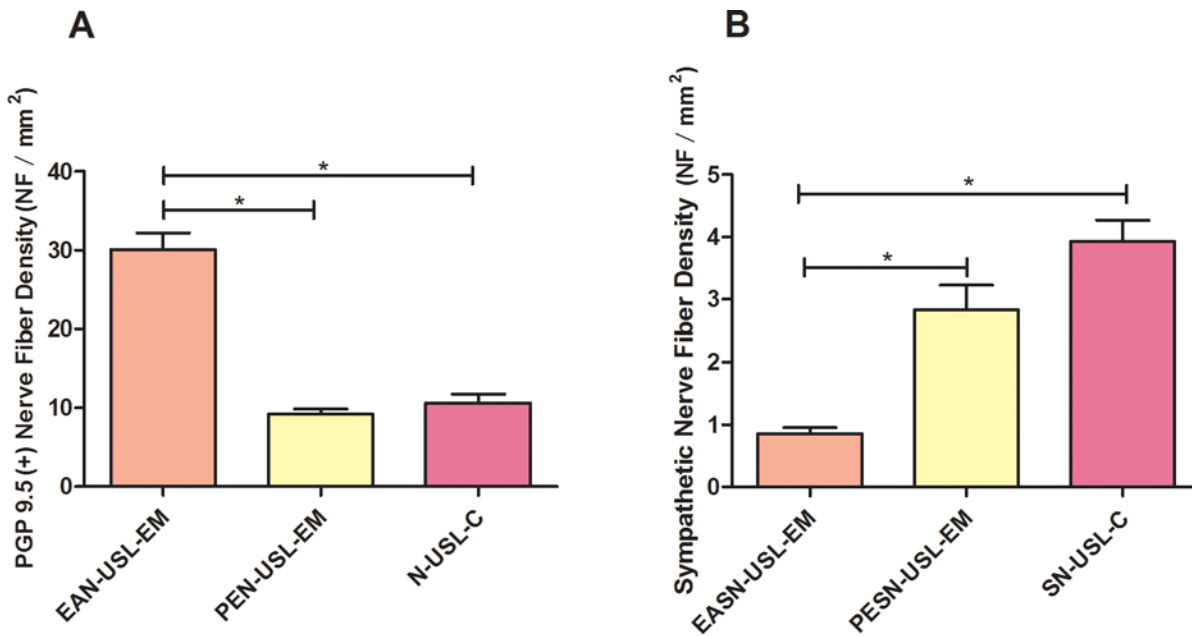 A
PGP 9.5 (+) Nerve Fiber Density (NF / mm²)
40
30
20
10
0
*
*
EAN-USL-EM
PEN-USL-EM
N-USL-C
B
Sympathetic Nerve Fiber Density (NF / mm²)
5
4
3
2
1
0
*
*
EASN-USL-EM
PESN-USL-EM
SN-USL-C